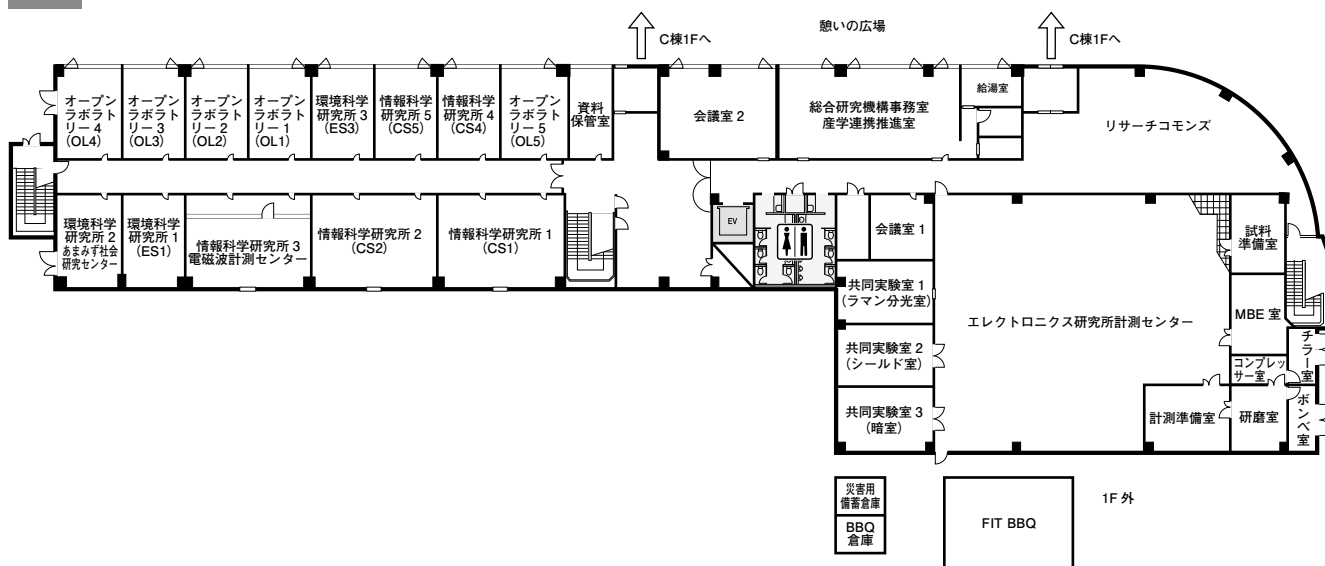 憩いの広場
C棟1Fへ
C棟1Fへ
オープン
ラボラト
リー 4
(OL4)
オープン
ラボラト
リー 3
(OL3)
オープン
ラボラト
リー 2
(OL2)
オープン
ラボラト
リー 1
(OL1)
環境科学
研究所 3
(ES3)
情報科学
研究所 5
(CS5)
情報科学
研究所 4
(CS4)
オープン
ラボラト
リー 5
(OL5)
資料
保管室
会議室 2
総合研究機構事務室
産学連携推進室
給湯室
リサーチコモンズ
環境科学
研究所 2
あまみず社会
研究センター
環境科学
研究所 1
(ES1)
情報科学研究所 3
電磁波計測センター
情報科学研究所 2
(CS2)
情報科学研究所 1
(CS1)
EV
会議室 1
共同実験室 1
(ラマン分光室)
共同実験室 2
(シールド室)
共同実験室 3
(暗室)
エレクトロニクス研究所計測センター
試料
準備室
MBE 室
コンプレッ
サー室
チラー室
計測準備室
研磨室
ボンベ室
災害用
備蓄倉庫
BBQ
倉庫
FIT BBQ
1F 外